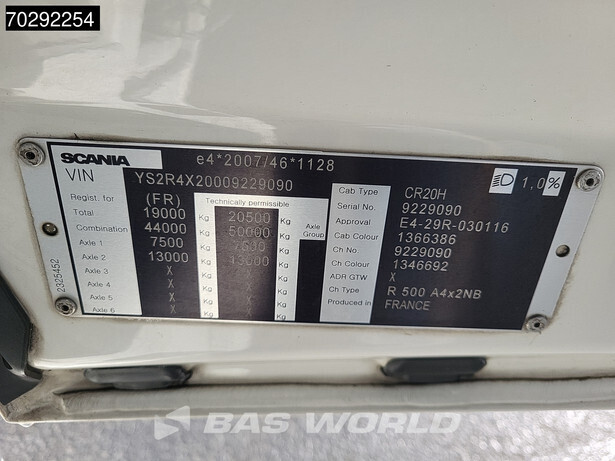 70292254
SCANIA e4*2007/46*1128
VIN YS2R4X20009229090
Regist. for (FR) Technically permissible
Total 19000 Kg 20500 Kg
Combination 44000 Kg 50000 Kg
Axle 1 7500 Kg 7500 Kg
Axle 2 13000 Kg 13000 Kg
Axle 3 X Kg X Kg
Axle 4 X Kg X Kg
Axle 5 X Kg X Kg
Axle 6 X Kg X Kg
Axle Group
2325452
Cab Type CR20H
Serial No. 9229090
Approval E4-29R-030116
Cab Colour 1366386
Ch No. 9229090
Ch Colour 1346692
ADR GTW X
Ch Type R 500 A4x2NB
Produced in FRANCE
1,0%
BAS WORLD